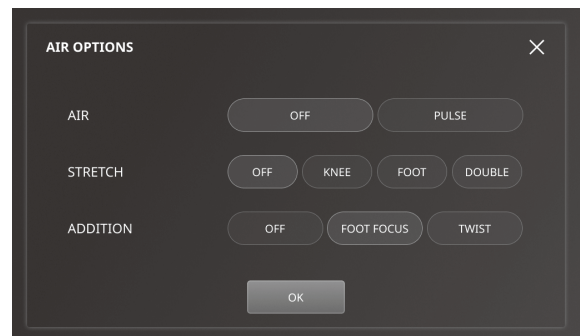 AIR OPTIONS
AIR OFF PULSE
STRETCH OFF KNEE FOOT DOUBLE
ADDITION OFF FOOT FOCUS TWIST
OK